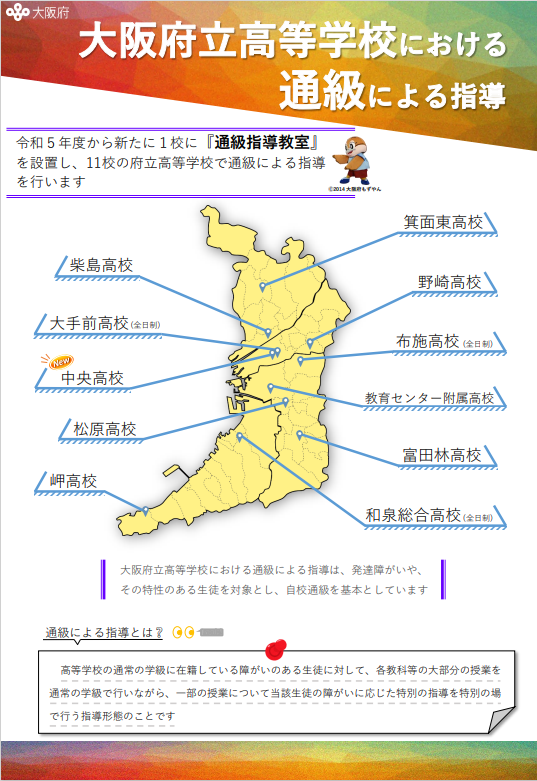 大阪府
大阪府立高等学校における
通級による指導
令和5年度から新たに1校に『通級指導教室』
を設置し、11校の府立高等学校で通級による指導
を行います
©2014 大阪府もずやん
箕面東高校
柴島高校
野崎高校
大手前高校(全日制)
布施高校(全日制)
New
中央高校
教育センター附属高校
松原高校
富田林高校
岬高校
和泉総合高校(全日制)
大阪府立高等学校における通級による指導は、発達障がいや、
その特性のある生徒を対象とし、自校通級を基本としています
通級による指導とは?
高等学校の通常の学級に在籍している障がいのある生徒に対して、各教科等の大部分の授業を
通常の学級で行いながら、一部の授業について当該生徒の障がいに応じた特別の指導を特別の場
で行う指導形態のことです